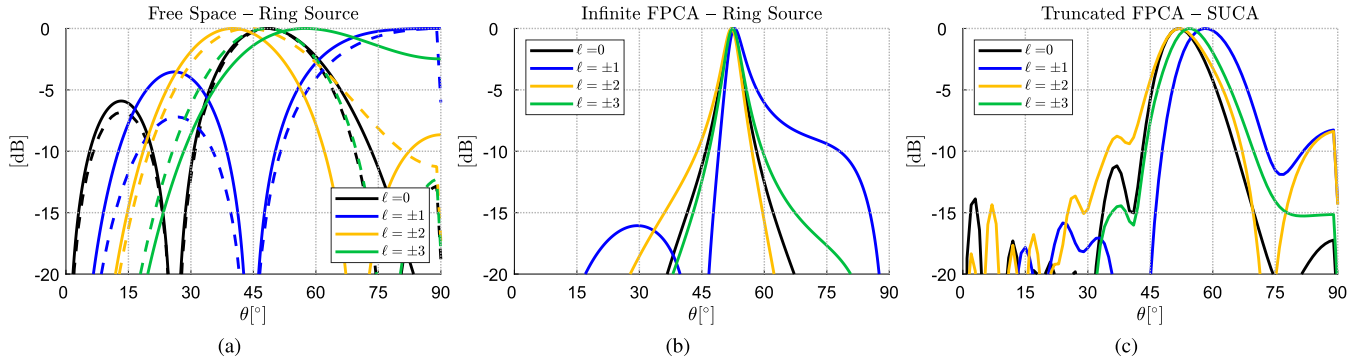 Free Space – Ring Source
0
-5
-10
-15
-20
[dB]
0 15 30 45 60 75 90
θ[°]
ℓ =0
ℓ = ±1
ℓ = ±2
ℓ = ±3
(a)
Infinite FPCA – Ring Source
0
-5
-10
-15
-20
[dB]
0 15 30 45 60 75 90
θ[°]
ℓ =0
ℓ = ±1
ℓ = ±2
ℓ = ±3
(b)
Truncated FPCA – SUCA
0
-5
-10
-15
-20
[dB]
0 15 30 45 60 75 90
θ[°]
ℓ =0
ℓ = ±1
ℓ = ±2
ℓ = ±3
(c)